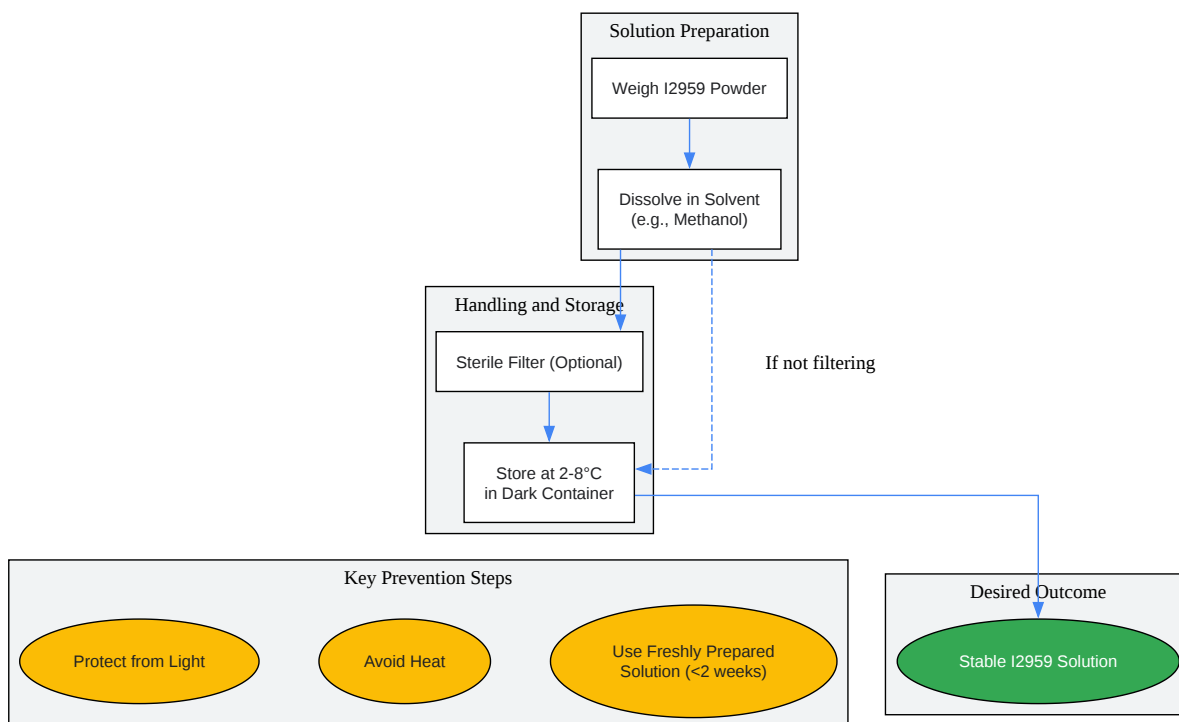 Solution Preparation
Weigh I2959 Powder
Dissolve in Solvent
(e.g., Methanol)
Handling and Storage
Sterile Filter (Optional)
If not filtering
Store at 2-8°C
in Dark Container
Key Prevention Steps
Protect from Light
Avoid Heat
Use Freshly Prepared
Solution (<2 weeks)
Desired Outcome
Stable I2959 Solution